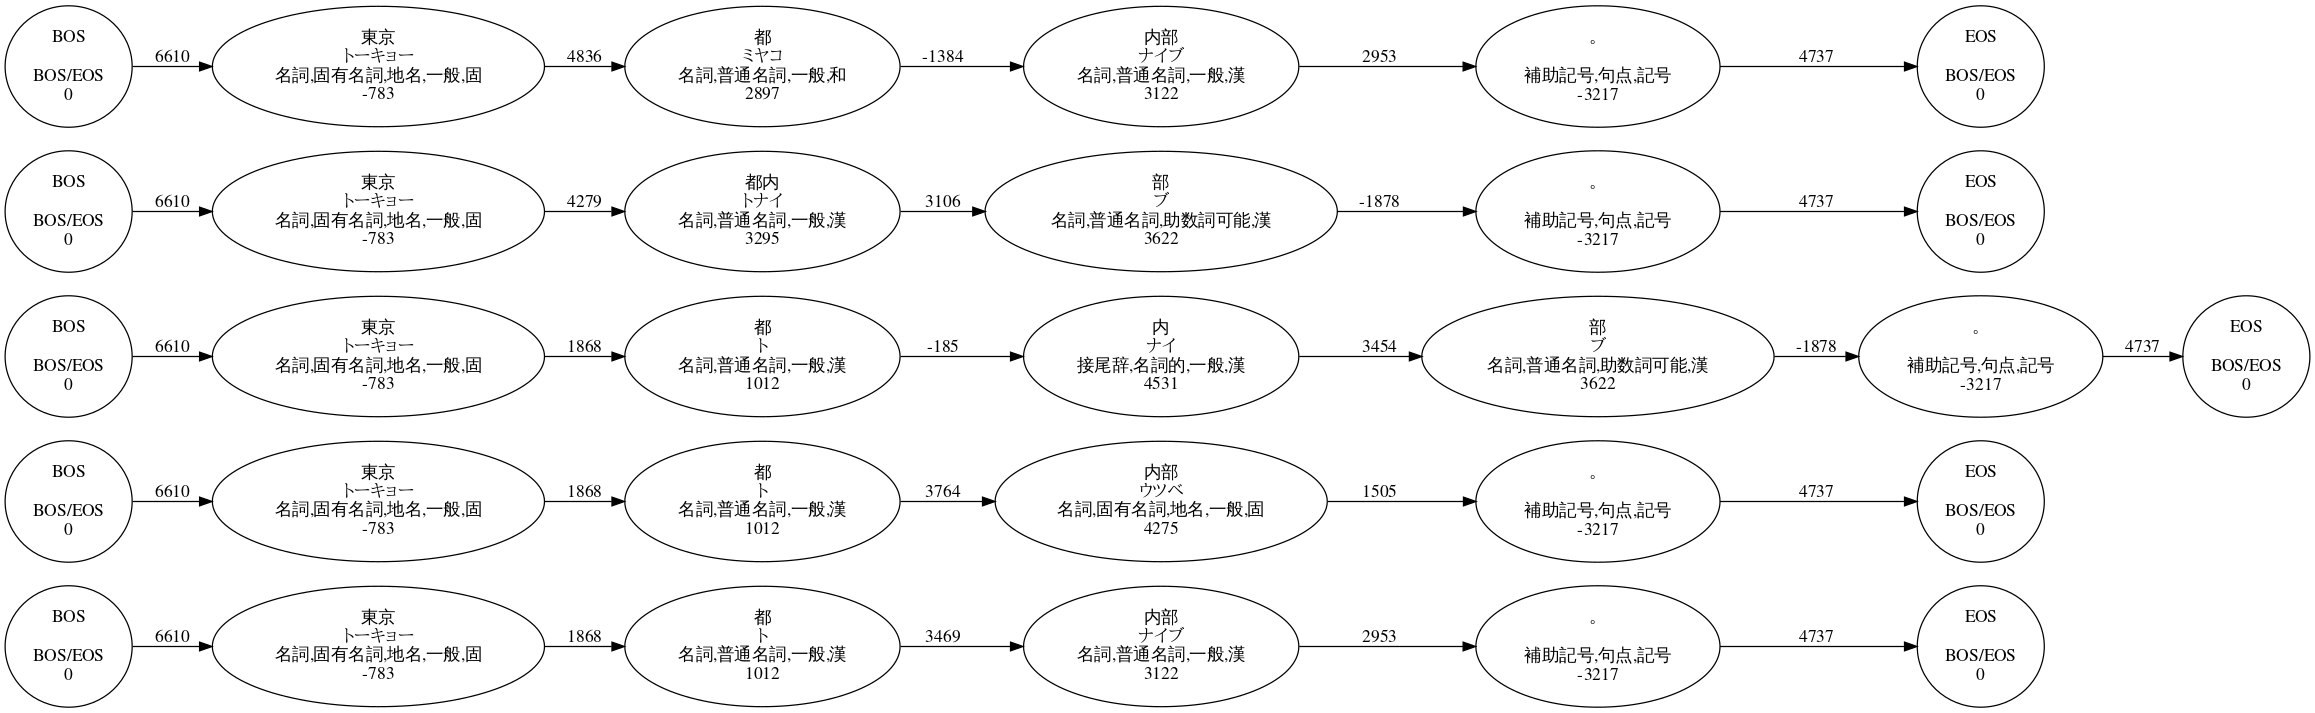 BOS
BOS/EOS
0
6610
東京
トーキョー
名詞,固有名詞,地名,一般,固
-783
4836
都
ミヤコ
名詞,普通名詞,一般,和
2897
-1384
内部
ナイブ
名詞,普通名詞,一般,漢
3122
2953
。
補助記号,句点,記号
-3217
4737
EOS
BOS/EOS
0
BOS
BOS/EOS
0
6610
東京
トーキョー
名詞,固有名詞,地名,一般,固
-783
4279
都内
トナイ
名詞,普通名詞,一般,漢
3295
3106
部
ブ
名詞,普通名詞,助数詞可能,漢
3622
-1878
。
補助記号,句点,記号
-3217
4737
EOS
BOS/EOS
0
BOS
BOS/EOS
0
6610
東京
トーキョー
名詞,固有名詞,地名,一般,固
-783
1868
都
ト
名詞,普通名詞,一般,漢
1012
-185
内
ナイ
接尾辞,名詞的,一般,漢
4531
3454
部
ブ
名詞,普通名詞,助数詞可能,漢
3622
-1878
。
補助記号,句点,記号
-3217
4737
EOS
BOS/EOS
0
BOS
BOS/EOS
0
6610
東京
トーキョー
名詞,固有名詞,地名,一般,固
-783
1868
都
ト
名詞,普通名詞,一般,漢
1012
3764
内部
ウツベ
名詞,固有名詞,地名,一般,固
4275
1505
。
補助記号,句点,記号
-3217
4737
EOS
BOS/EOS
0
BOS
BOS/EOS
0
6610
東京
トーキョー
名詞,固有名詞,地名,一般,固
-783
1868
都
ト
名詞,普通名詞,一般,漢
1012
3469
内部
ナイブ
名詞,普通名詞,一般,漢
3122
2953
。
補助記号,句点,記号
-3217
4737
EOS
BOS/EOS
0